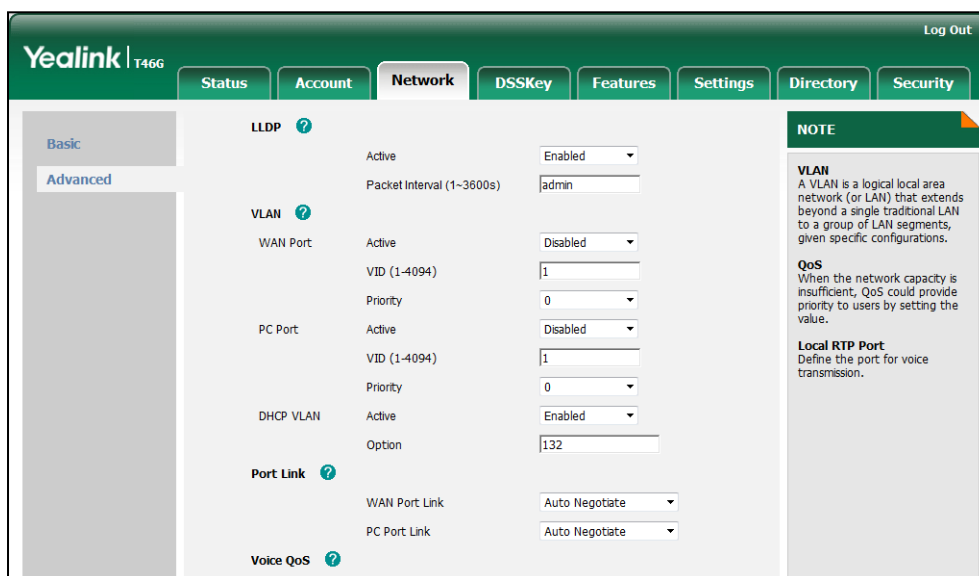 Log Out
Yealink T46G
Status Account Network DSSKey Features Settings Directory Security
Basic
Advanced
LLDP ?
Active Enabled
Packet Interval (1~3600s) admin
VLAN ?
WAN Port Active Disabled
VID (1-4094) 1
Priority 0
PC Port Active Disabled
VID (1-4094) 1
Priority 0
DHCP VLAN Active Enabled
Option 132
Port Link ?
WAN Port Link Auto Negotiate
PC Port Link Auto Negotiate
Voice QoS ?
NOTE
VLAN
A VLAN is a logical local area
network (or LAN) that extends
beyond a single traditional LAN
to a group of LAN segments,
given specific configurations.
QoS
When the network capacity is
insufficient, QoS could provide
priority to users by setting the
value.
Local RTP Port
Define the port for voice
transmission.